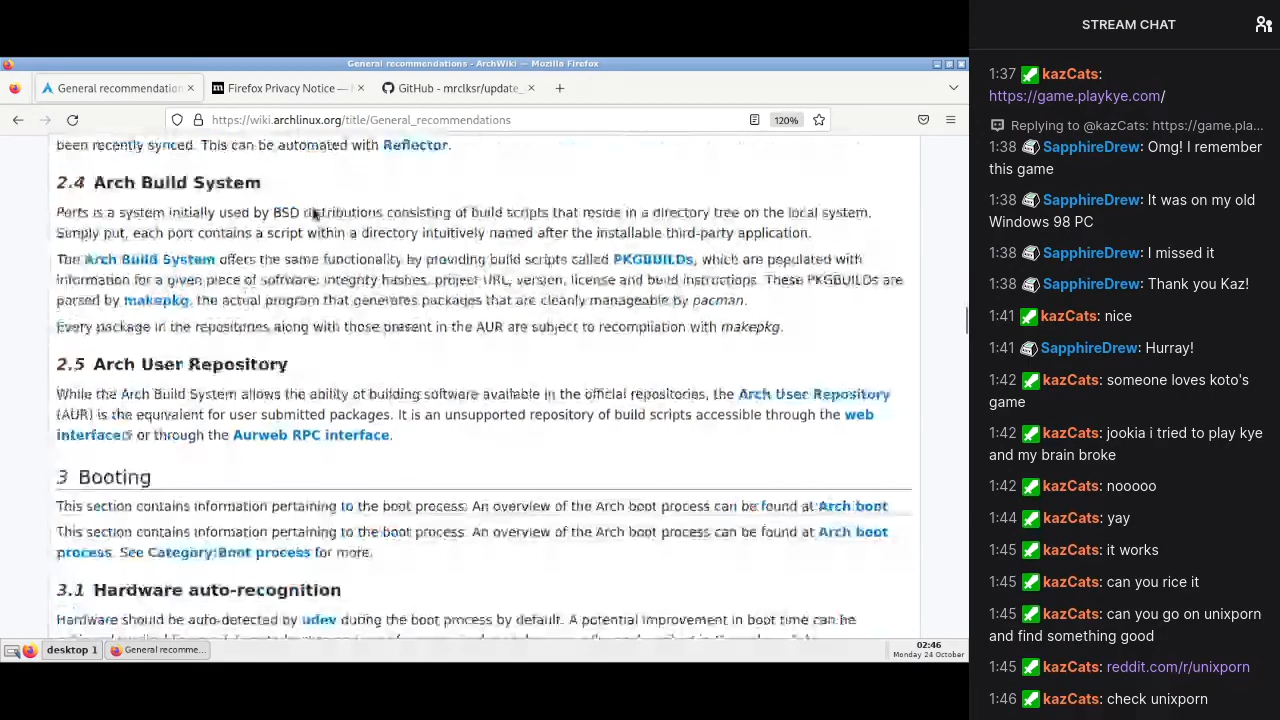 General recommendations - ArchWiki — Mozilla Firefox
General recommendation
Firefox Privacy Notice —
GitHub - mrclksr/update_
https://wiki.archlinux.org/title/General_recommendations
120%
been recently synced. This can be automated with Reflector.
2.4 Arch Build System
Ports is a system initially used by BSD distributions consisting of build scripts that reside in a directory tree on the local system.
Simply put, each port contains a script within a directory intuitively named after the installable third-party application.
The Arch Build System offers the same functionality by providing build scripts called PKGBUILDs, which are populated with
information for a given piece of software: integrity hashes, project URL, version, license and build instructions. These PKGBUILDs are
parsed by makepkg, the actual program that generates packages that are cleanly manageable by pacman.
Every package in the repositories along with those present in the AUR are subject to recompilation with makepkg.
2.5 Arch User Repository
While the Arch Build System allows the ability of building software available in the official repositories, the Arch User Repository
(AUR) is the equivalent for user submitted packages. It is an unsupported repository of build scripts accessible through the web
interface or through the Aurweb RPC interface.
3 Booting
This section contains information pertaining to the boot process. An overview of the Arch boot process can be found at Arch boot
This section contains information pertaining to the boot process. An overview of the Arch boot process can be found at Arch boot
process. See Category:Boot process for more.
3.1 Hardware auto-recognition
Hardware should be auto-detected by udev during the boot process by default. A potential improvement in boot time can be
desktop 1
General recomme...
02:46
Monday 24 October
STREAM CHAT
1:37 kazCats:
https://game.playkye.com/
Replying to @kazCats: https://game.pla...
1:38 SapphireDrew: Omg! I remember
this game
1:38 SapphireDrew: It was on my old
Windows 98 PC
1:38 SapphireDrew: I missed it
1:38 SapphireDrew: Thank you Kaz!
1:41 kazCats: nice
1:41 SapphireDrew: Hurray!
1:42 kazCats: someone loves koto's
game
1:42 kazCats: jookia i tried to play kye
and my brain broke
1:42 kazCats: nooooo
1:44 kazCats: yay
1:45 kazCats: it works
1:45 kazCats: can you rice it
1:45 kazCats: can you go on unixporn
and find something good
1:45 kazCats: reddit.com/r/unixporn
1:46 kazCats: check unixporn